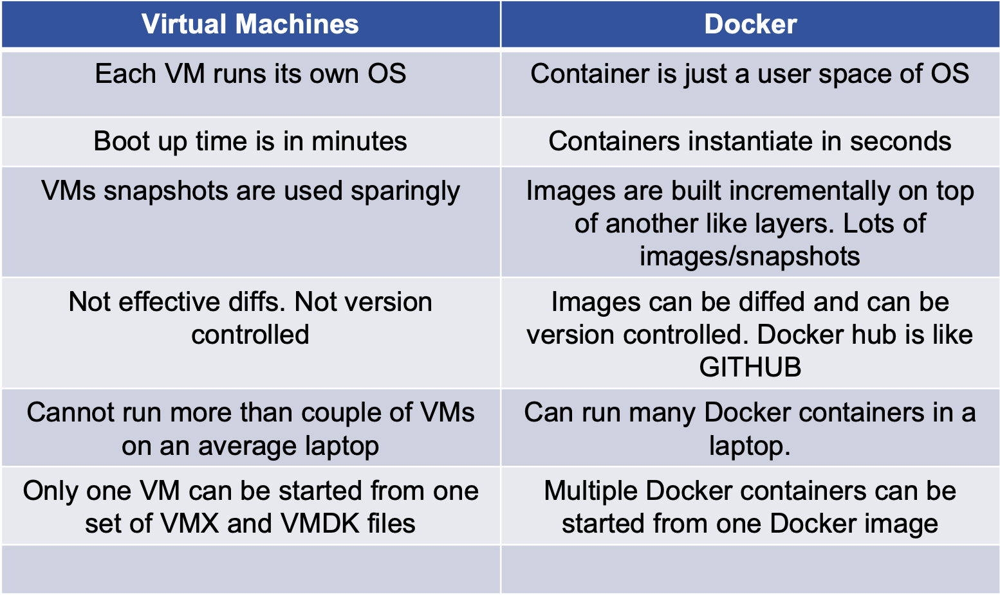 Virtual Machines
Docker
Each VM runs its own OS
Container is just a user space of OS
Boot up time is in minutes
Containers instantiate in seconds
VMs snapshots are used sparingly
Images are built incrementally on top
of another like layers. Lots of
images/snapshots
Not effective diffs. Not version
controlled
Images can be diffed and can be
version controlled. Docker hub is like
GITHUB
Cannot run more than couple of VMs
on an average laptop
Can run many Docker containers in a
laptop.
Only one VM can be started from one
set of VMX and VMDK files
Multiple Docker containers can be
started from one Docker image